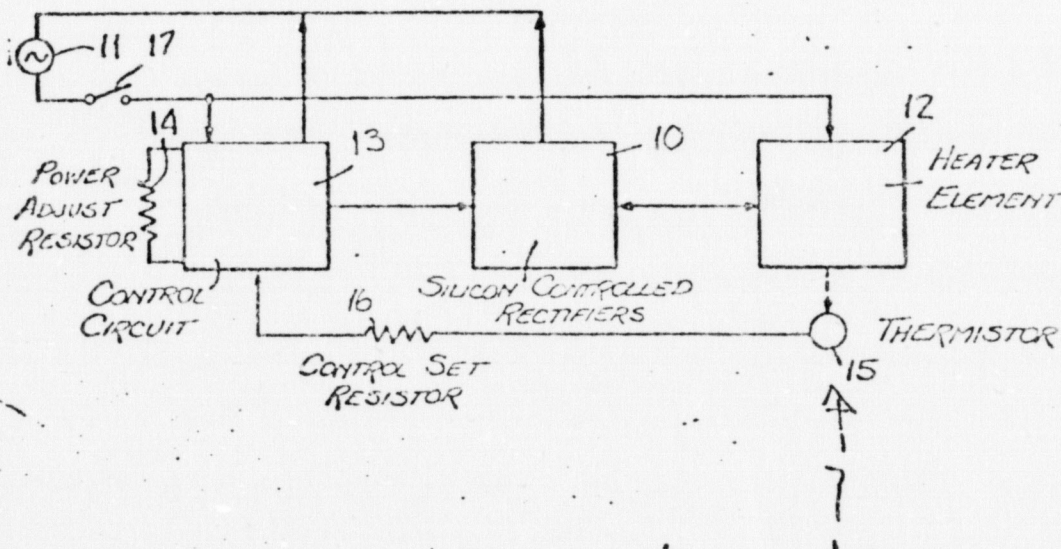 11
17
14
13
10
12
POWER
ADJUST
RESISTOR
HEATER
ELEMENT
CONTROL
CIRCUIT
SILICON CONTROLLED
RECTIFIERS
16
CONTROL SET
RESISTOR
THERMISTOR
15